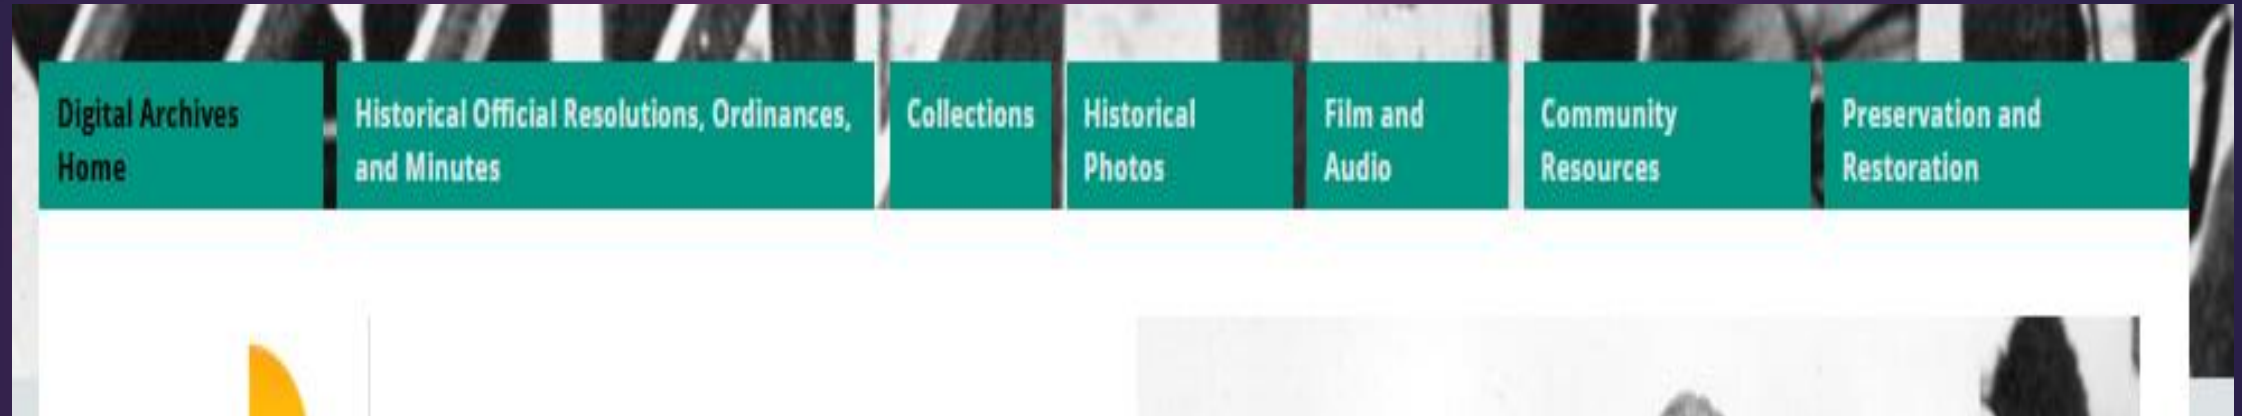 Digital Archives
Home
Historical Official Resolutions, Ordinances,
and Minutes
Collections
Historical
Photos
Film and
Audio
Community
Resources
Preservation and
Restoration